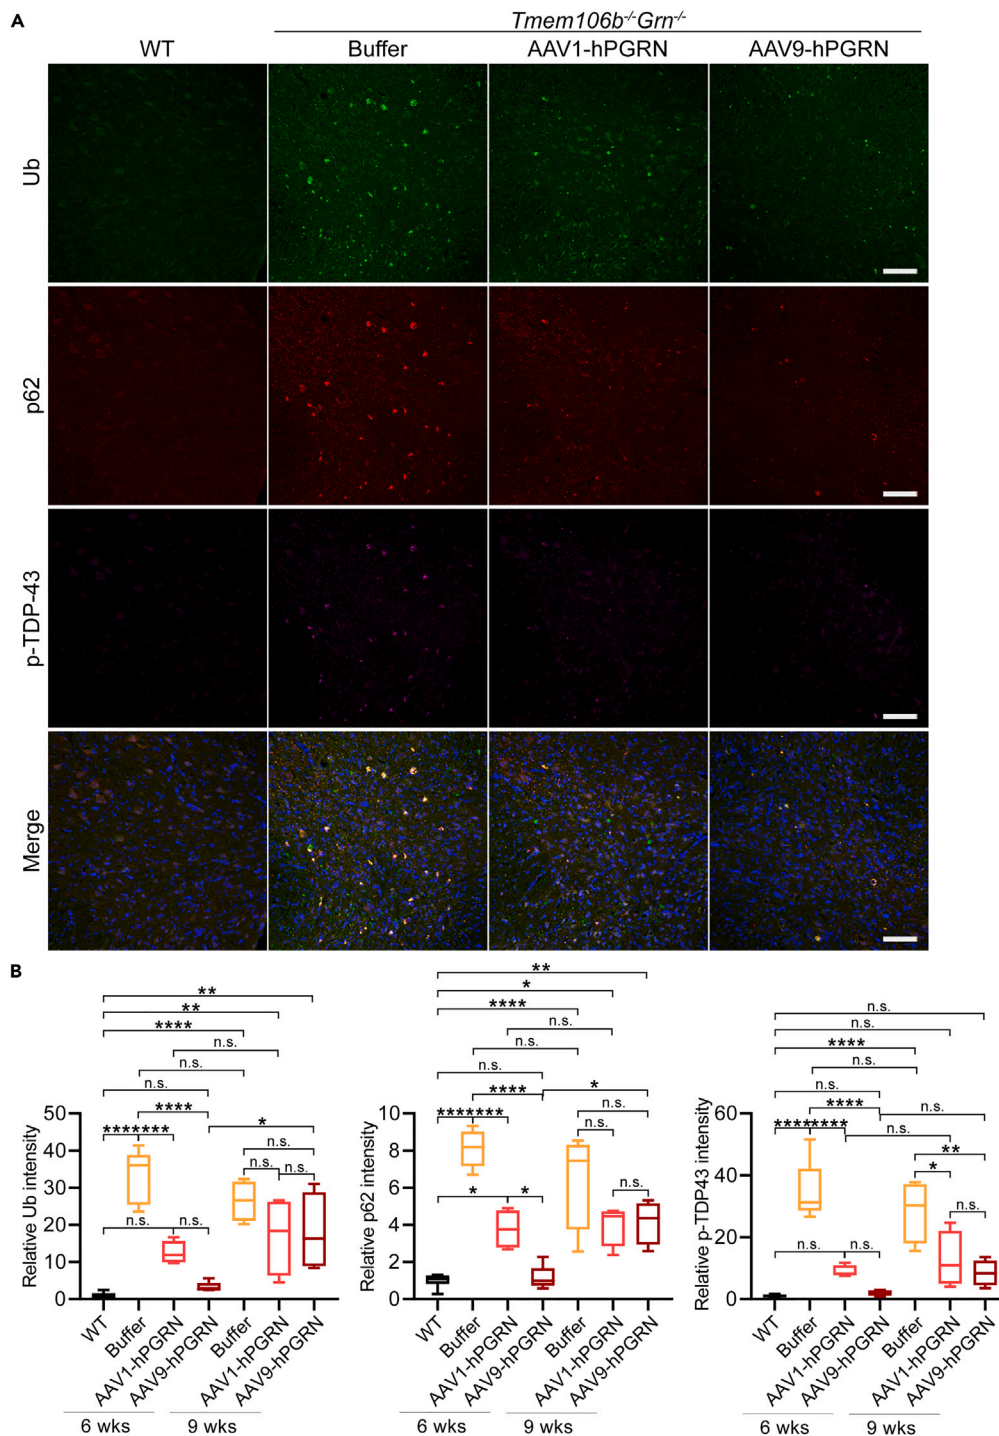 A
Tmem106b-/-Grn-/-
WT Buffer AAV1-hPGRN AAV9-hPGRN
Ub
p62
p-TDP-43
Merge
B
**
**
****
n.s.
n.s.
n.s.
****
*
*******
n.s.
n.s.
n.s.
n.s.
n.s.
Relative Ub intensity
50
40
30
20
10
0
WT
Buffer
AAV1-hPGRN
AAV9-hPGRN
Buffer
AAV1-hPGRN
AAV9-hPGRN
6 wks
9 wks
**
*
****
n.s.
n.s.
n.s.
****
*
n.s.
*******
n.s.
*
*
n.s.
Relative p62 intensity
10
8
6
4
2
0
WT
Buffer
AAV1-hPGRN
AAV9-hPGRN
Buffer
AAV1-hPGRN
AAV9-hPGRN
6 wks
9 wks
n.s.
n.s.
****
n.s.
n.s.
****
n.s.
********
n.s.
**
*
n.s.
n.s.
n.s.
Relative p-TDP43 intensity
60
40
20
0
WT
Buffer
AAV1-hPGRN
AAV9-hPGRN
Buffer
AAV1-hPGRN
AAV9-hPGRN
6 wks
9 wks